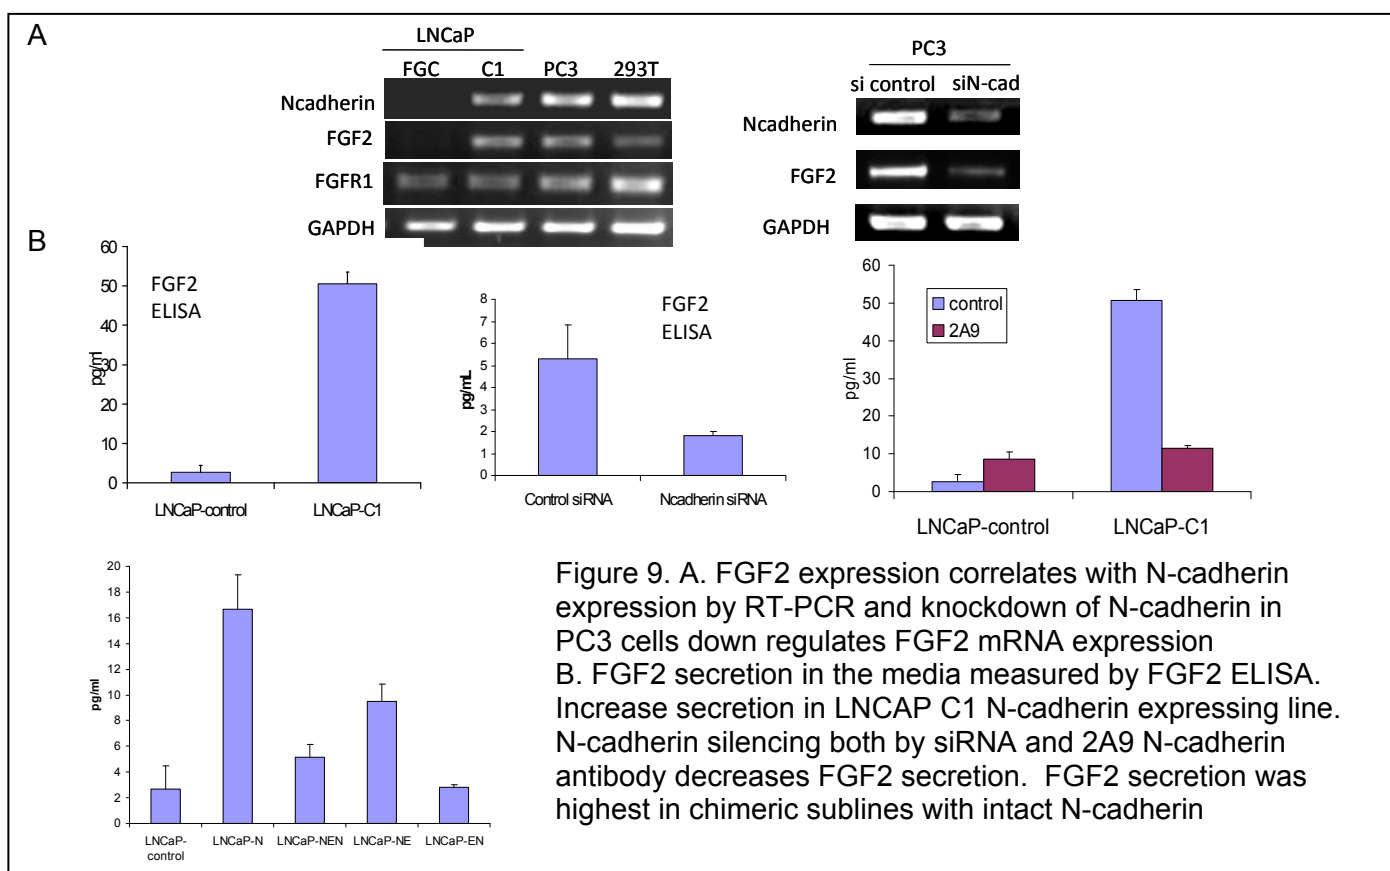 A
LNCaP
FGC C1 PC3 293T
Ncadherin
FGF2
FGFR1
GAPDH
PC3
si control siN-cad
Ncadherin
FGF2
GAPDH
B
60
50
40
30
20
10
0
pg/ml
FGF2
ELISA
LNCaP-control LNCaP-C1
8
7
6
5
4
3
2
1
0
pg/mL
FGF2
ELISA
Control siRNA Ncadherin siRNA
60
50
40
30
20
10
0
pg/ml
control
2A9
LNCaP-control LNCaP-C1
20
18
16
14
12
10
8
6
4
2
0
pg/ml
LNCaP-control LNCaP-N LNCaP-NEN LNCaP-NE LNCaP-EN
Figure 9. A. FGF2 expression correlates with N-cadherin
expression by RT-PCR and knockdown of N-cadherin in
PC3 cells down regulates FGF2 mRNA expression
B. FGF2 secretion in the media measured by FGF2 ELISA.
Increase secretion in LNCAP C1 N-cadherin expressing line.
N-cadherin silencing both by siRNA and 2A9 N-cadherin
antibody decreases FGF2 secretion.  FGF2 secretion was
highest in chimeric sublines with intact N-cadherin